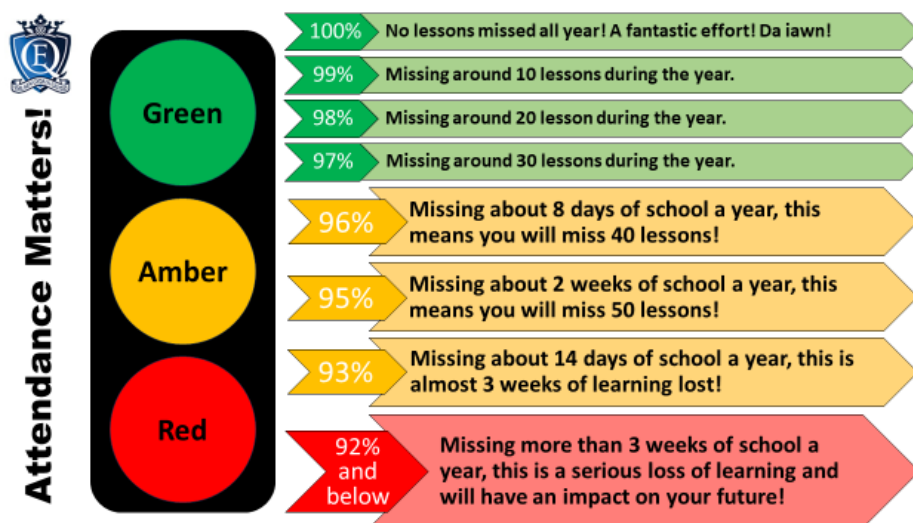 EQ
Attendance Matters!
Green
Amber
Red
100%
No lessons missed all year! A fantastic effort! Da iawn!
99%
Missing around 10 lessons during the year.
98%
Missing around 20 lesson during the year.
97%
Missing around 30 lessons during the year.
96%
Missing about 8 days of school a year, this
means you will miss 40 lessons!
95%
Missing about 2 weeks of school a year, this
means you will miss 50 lessons!
93%
Missing about 14 days of school a year, this is
almost 3 weeks of learning lost!
92%
and
below
Missing more than 3 weeks of school a
year, this is a serious loss of learning and
will have an impact on your future!